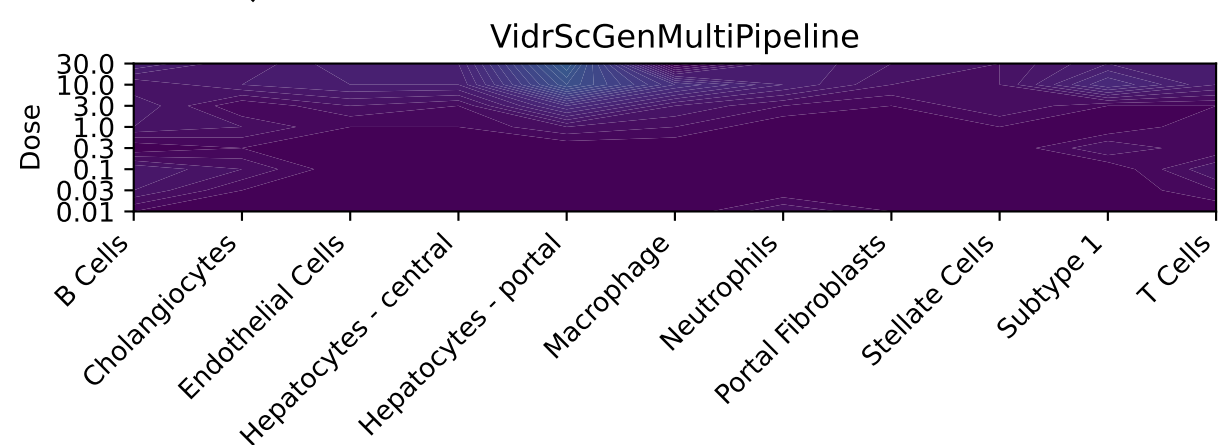 VidrScGenMultiPipeline
Dose
30.0
10.0
3.0
1.0
0.3
0.1
0.03
0.01
B Cells
Cholangiocytes
Endothelial Cells
Hepatocytes - central
Hepatocytes - portal
Macrophage
Neutrophils
Portal Fibroblasts
Stellate Cells
Subtype 1
T Cells